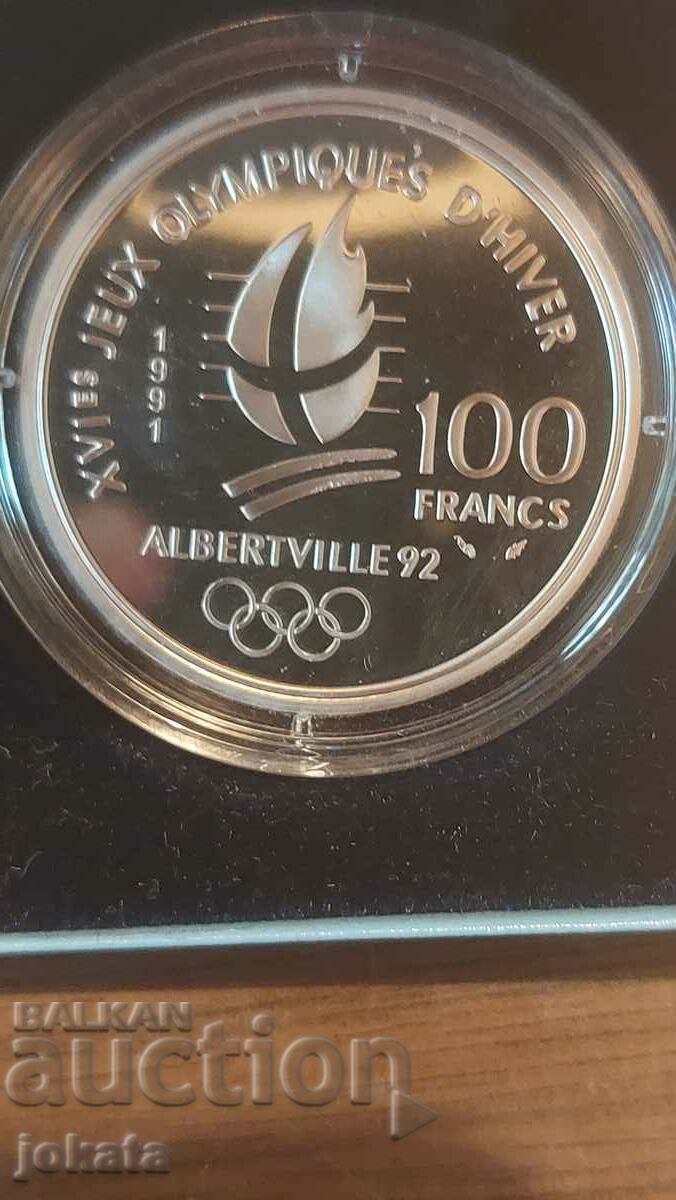 XVIES JEUX OLYMPIQUES D'HIVER
1991
100
FRANCS
ALBERTVILLE 92
BALKAN
auction
jokata